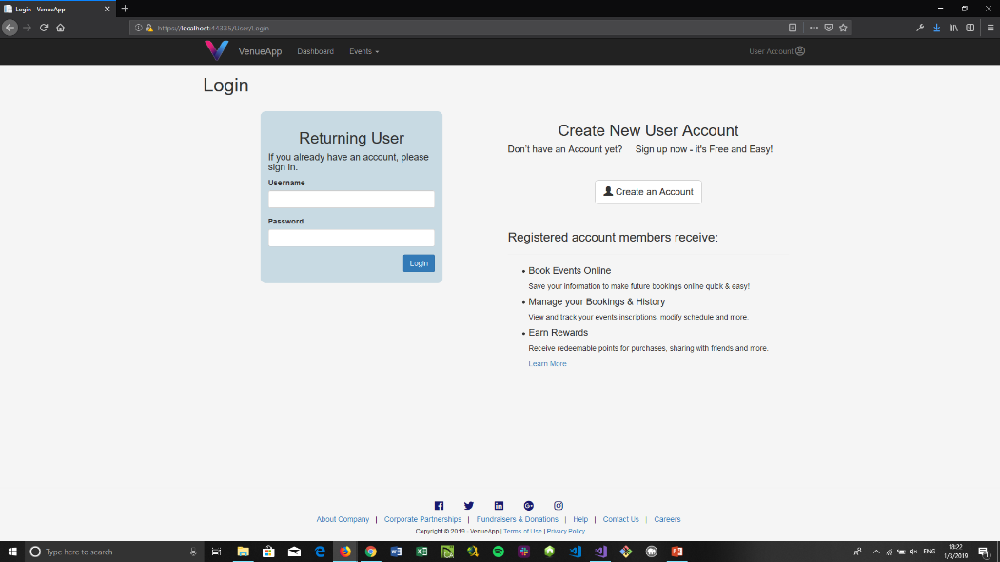 Login - VenueApp
https://localhost:44335/User/Login
VenueApp
Dashboard
Events
User Account
Login
Returning User
If you already have an account, please
sign in.
Username
Password
Login
Create New User Account
Don't have an Account yet? Sign up now - it's Free and Easy!
Create an Account
Registered account members receive:
Book Events Online
Save your information to make future bookings online quick & easy!
Manage your Bookings & History
View and track your events inscriptions, modify schedule and more.
Earn Rewards
Receive redeemable points for purchases, sharing with friends and more.
Learn More
About Company | Corporate Partnerships | Fundraisers & Donations | Help | Contact Us | Careers
Copyright © 2019 - VenueApp | Terms of Use | Privacy Policy
Type here to search
ENG
18:22
1/3/2019